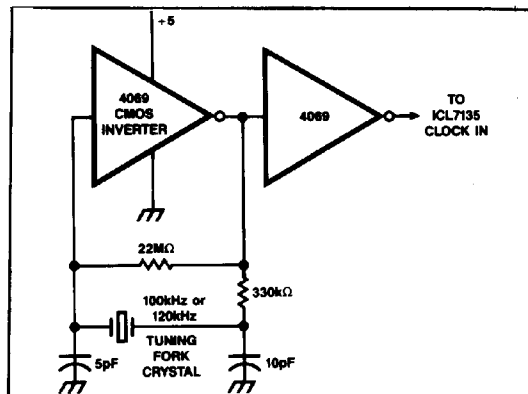 +5
4069
CMOS
INVERTER
4069
TO
ICL7135
CLOCK IN
22MΩ
330kΩ
100kHz or
120kHz
TUNING
FORK
CRYSTAL
5pF
10pF